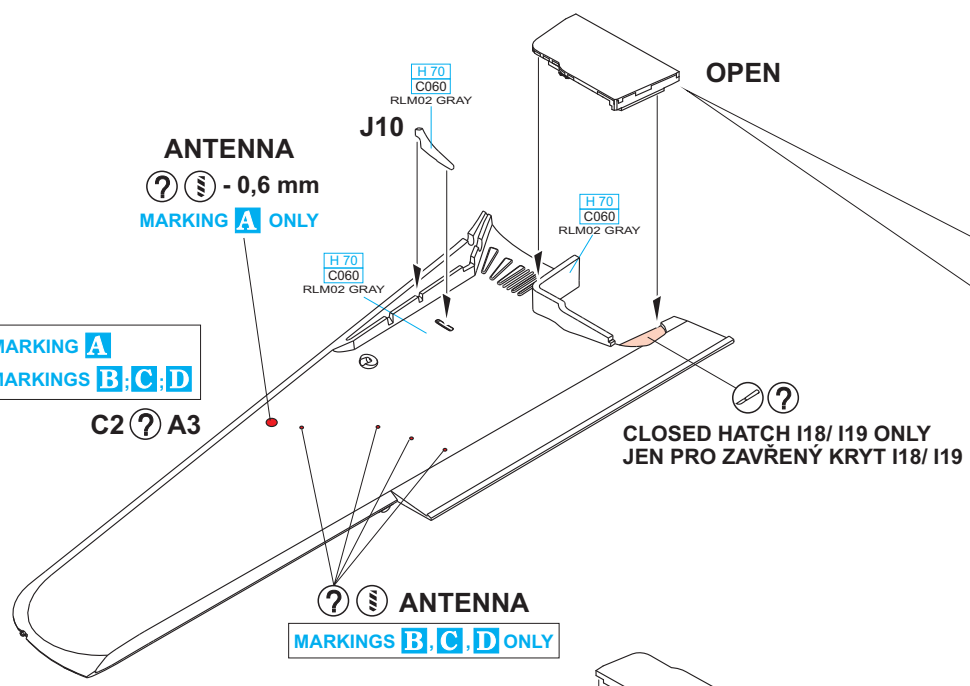 OPEN
H 70
C060
RLM02 GRAY
J10
ANTENNA
? - 0,6 mm
MARKING A ONLY
H 70
C060
RLM02 GRAY
H 70
C060
RLM02 GRAY
MARKING A
MARKINGS B;C;D
C2 ? A3
?
CLOSED HATCH I18/ I19 ONLY
JEN PRO ZAVŘENÝ KRYT I18/ I19
? ANTENNA
MARKINGS B, C, D ONLY